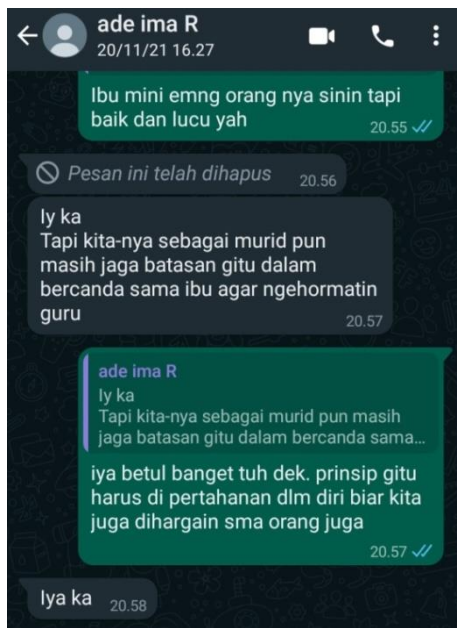 ade ima R
20/11/21 16.27
Ibu mini emng orang nya sinin tapi
baik dan lucu yah
20.55
Pesan ini telah dihapus 20.56
Iy ka
Tapi kita-nya sebagai murid pun
masih jaga batasan gitu dalam
bercanda sama ibu agar ngehormatin
guru
20.57
ade ima R
Iy ka
Tapi kita-nya sebagai murid pun masih
jaga batasan gitu dalam bercanda sama...
iya betul banget tuh dek. prinsip gitu
harus di pertahanan dlm diri biar kita
juga dihargain sma orang juga
20.57
Iya ka 20.58